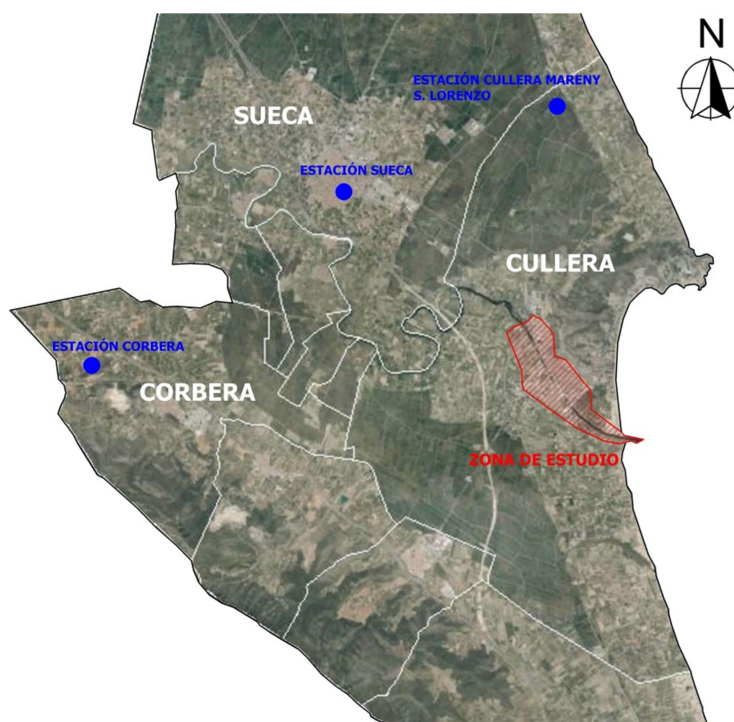 N
ESTACIÓN CULLERA MARENY
S. LORENZO
SUECA
ESTACIÓN SUECA
CULLERA
ESTACIÓN CORBERA
CORBERA
ZONA DE ESTUDIO